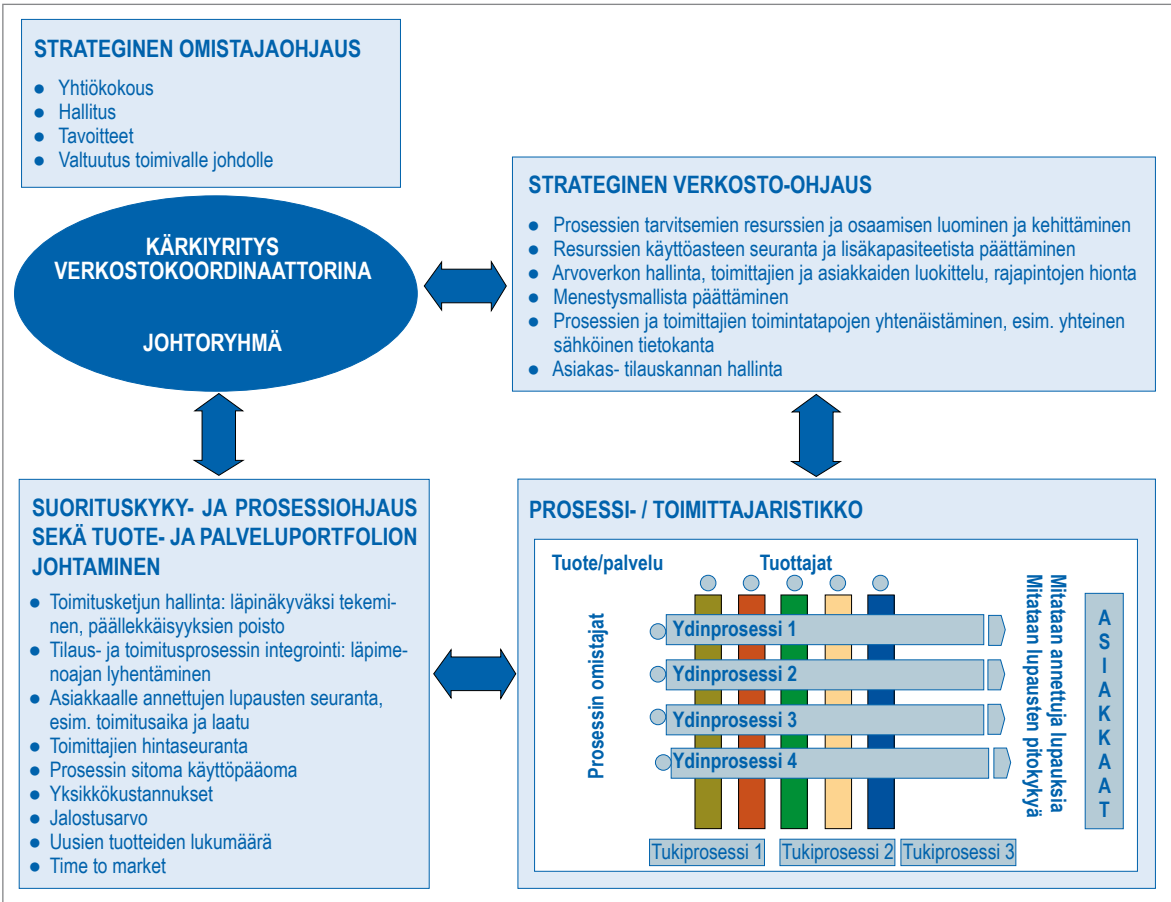 STRATEGINEN OMISTAJAOHJAUS
● Yhtiökokous
● Hallitus
● Tavoitteet
● Valtuutus toimivalle johdolle
KÄRKIYRITYS
VERKOSTOKOORDINAATTORINA
JOHTORYHMÄ
STRATEGINEN VERKOSTO-OHJAUS
● Prosessien tarvitsemien resurssien ja osaamisen luominen ja kehittäminen
● Resurssien käyttöasteen seuranta ja lisäkapasiteetista päättäminen
● Arvoverkon hallinta, toimittajien ja asiakkaiden luokittelu, rajapintojen hionta
● Menestysmallista päättäminen
● Prosessien ja toimittajien toimintatapojen yhtenäistäminen, esim. yhteinen
sähköinen tietokanta
● Asiakas- tilauskannan hallinta
SUORITUSKYKY- JA PROSESSIOHJAUS
SEKÄ TUOTE- JA PALVELUPORTFOLION
JOHTAMINEN
● Toimitusketjun hallinta: läpinäkyväksi tekemi-
nen, päällekkäisyyksien poisto
● Tilaus- ja toimitusprosessin integrointi: läpime-
noajan lyhentäminen
● Asiakkaalle annettujen lupausten seuranta,
esim. toimitusaika ja laatu
● Toimittajien hintaseuranta
● Prosessin sitoma käyttöpääoma
● Yksikkökustannukset
● Jalostusarvo
● Uusien tuotteiden lukumäärä
● Time to market
PROSESSI- / TOIMITTAJARISTIKKO
Tuote/palvelu
Tuottajat
Prosessin omistajat
Ydinprosessi 1
Ydinprosessi 2
Ydinprosessi 3
Ydinprosessi 4
Tukiprosessi 1
Tukiprosessi 2
Tukiprosessi 3
Mitataan annettuja lupauksia
Mitataan lupausten pitokykyä
ASIAKKAAT